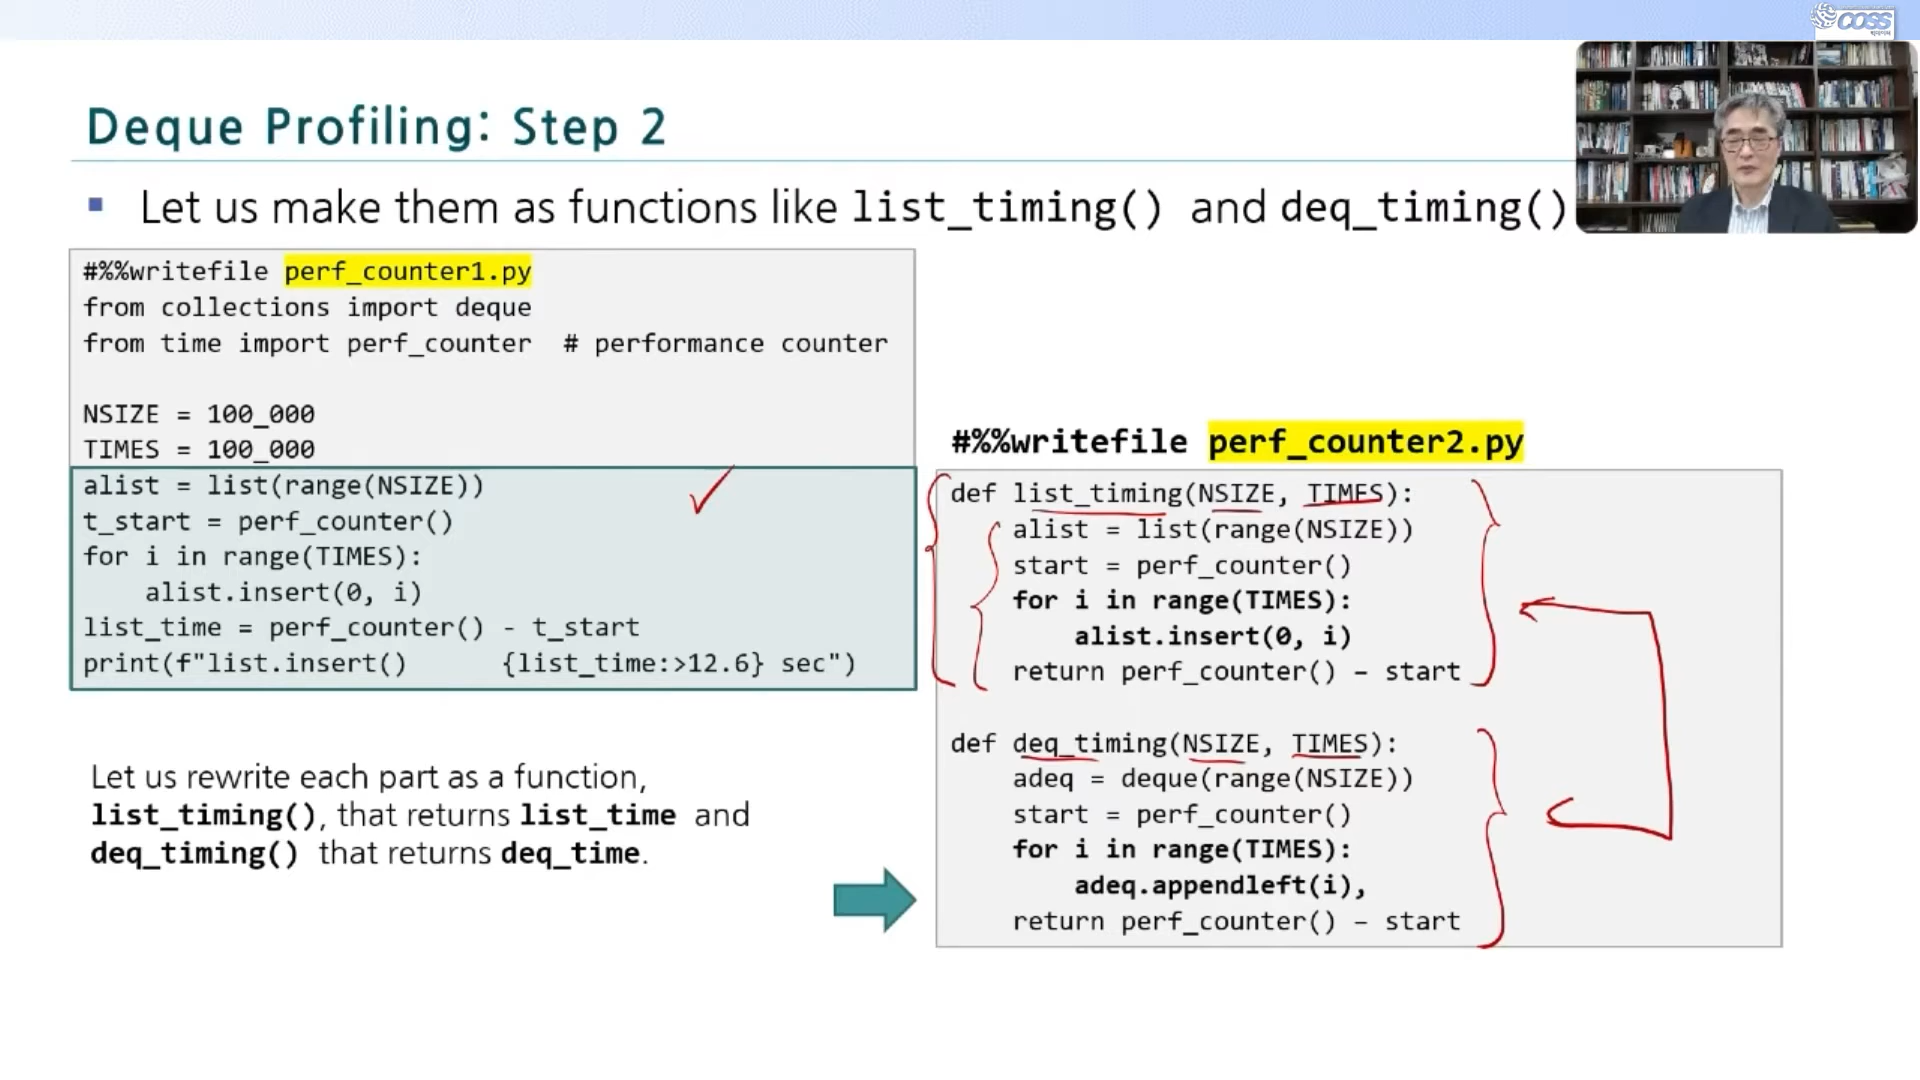 COSS
Deque Profiling: Step 2
▪ Let us make them as functions like list_timing() and deq_timing()
#%%writefile perf_counter1.py
from collections import deque
from time import perf_counter  # performance counter
NSIZE = 100_000
TIMES = 100_000
alist = list(range(NSIZE))
t_start = perf_counter()
for i in range(TIMES):
    alist.insert(0, i)
list_time = perf_counter() - t_start
print(f"list.insert()      {list_time:>12.6} sec")
Let us rewrite each part as a function,
list_timing(), that returns list_time and
deq_timing() that returns deq_time.
#%%writefile perf_counter2.py
def list_timing(NSIZE, TIMES):
    alist = list(range(NSIZE))
    start = perf_counter()
    for i in range(TIMES):
        alist.insert(0, i)
    return perf_counter() – start
def deq_timing(NSIZE, TIMES):
    adeq = deque(range(NSIZE))
    start = perf_counter()
    for i in range(TIMES):
        adeq.appendleft(i),
    return perf_counter() – start